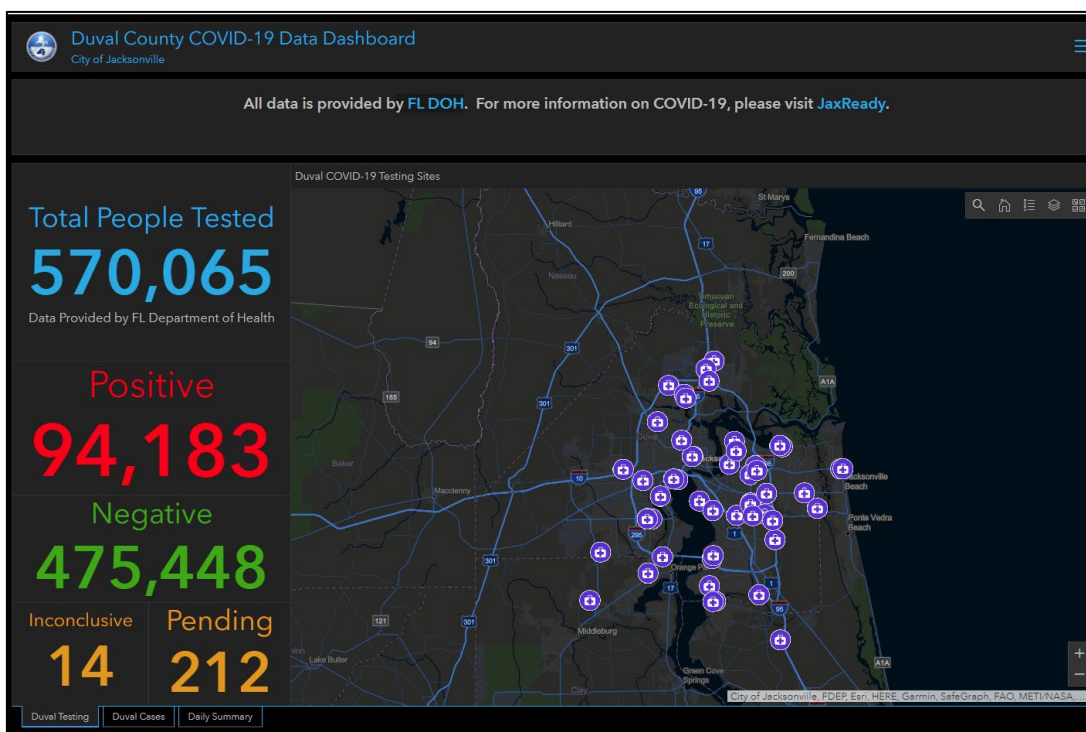 Duval County COVID-19 Data Dashboard
City of Jacksonville
All data is provided by FL DOH. For more information on COVID-19, please visit JaxReady.
Total People Tested
570,065
Data Provided by FL Department of Health
Positive
94,183
Negative
475,448
Inconclusive
14
Pending
212
Duval COVID-19 Testing Sites
95
St Marys
Hilliard
17
Fernandina Beach
Nassau
200
Timucuan
Ecological and
Historic
Preserve
94
301
A1A
185
301
Duval
Baker
10
Macclenny
Jacksonville
Beach
Ponte Vedra
Beach
295
1
301
17
1
95
121
301
Middleburg
Lake Butler
Green Cove
Springs
A1A
Clay
+
−
City of Jacksonville, FDEP, Esri, HERE, Garmin, SafeGraph, FAO, METI/NASA,...
Duval Testing
Duval Cases
Daily Summary